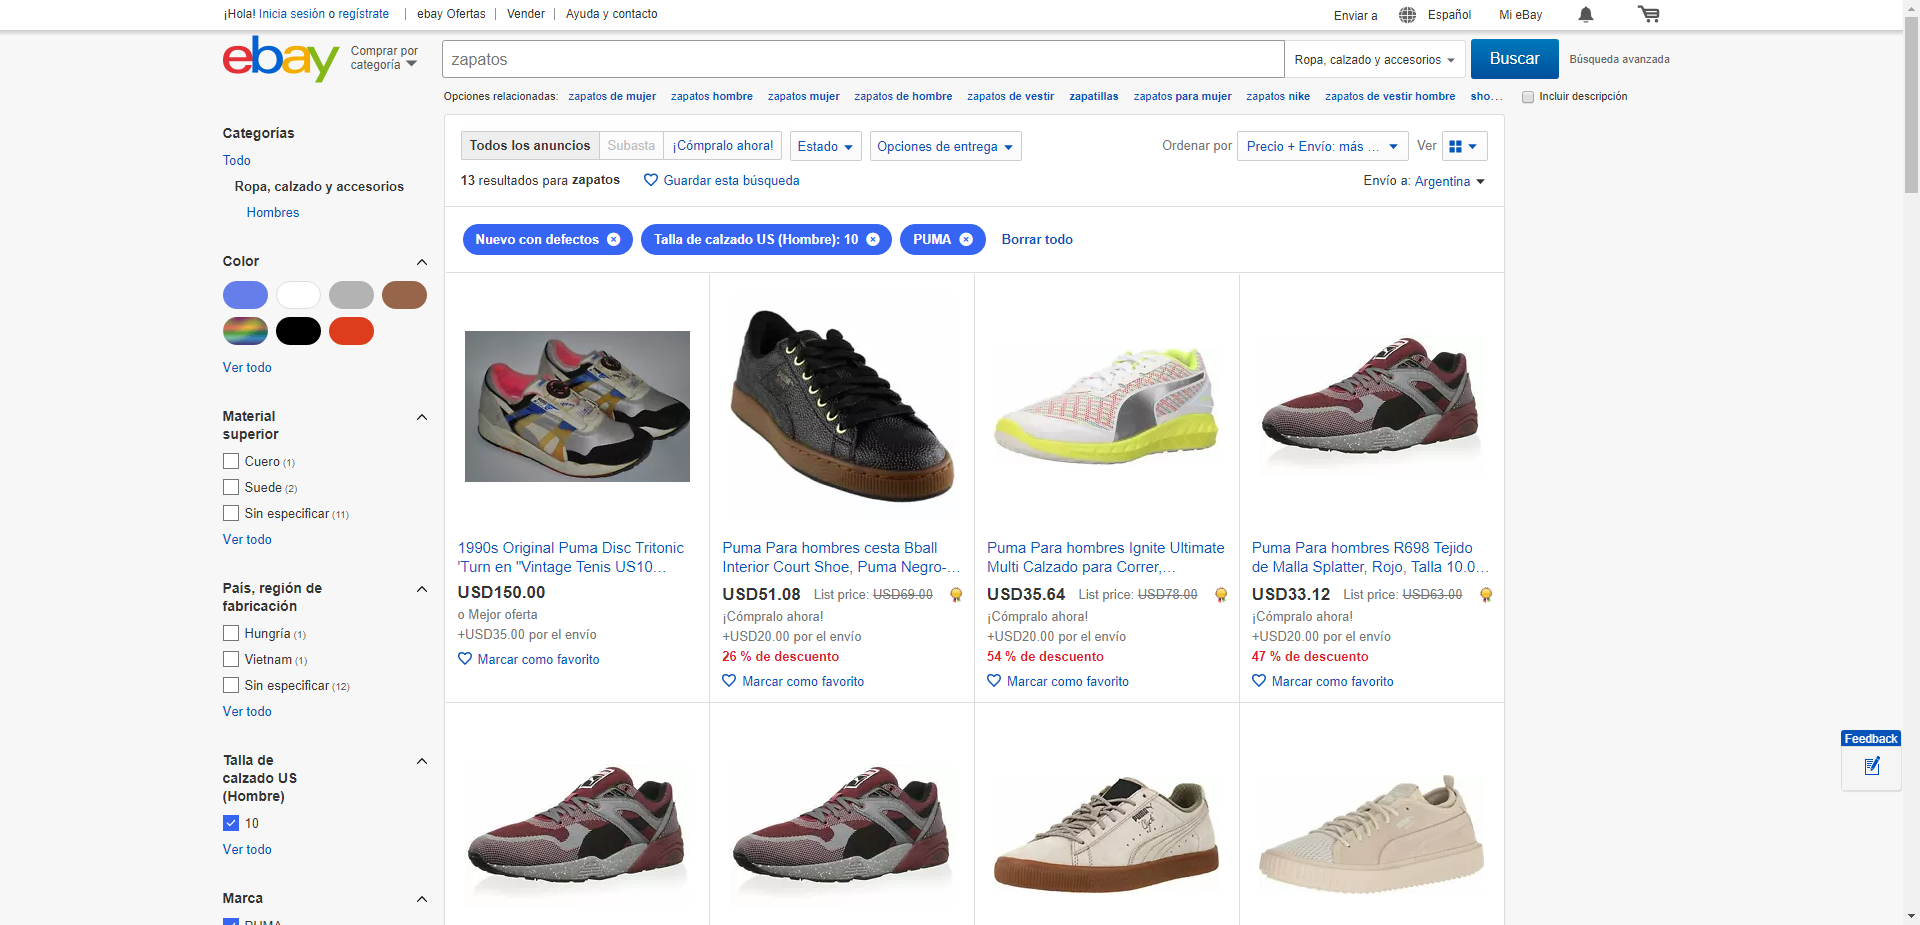 ¡Hola! Inicia sesión o regístrate | ebay Ofertas | Vender | Ayuda y contacto
Enviar a Español Mi eBay
ebay
Comprar por
categoría
zapatos
Ropa, calzado y accesorios
Buscar
Búsqueda avanzada
Opciones relacionadas: zapatos de mujer zapatos hombre zapatos mujer zapatos de hombre zapatos de vestir zapatillas zapatos para mujer zapatos nike zapatos de vestir hombre sho...
Incluir descripción
Categorías
Todo
Ropa, calzado y accesorios
Hombres
Color
Ver todo
Material
superior
Cuero (1)
Suede (2)
Sin especificar (11)
Ver todo
País, región de
fabricación
Hungría (1)
Vietnam (1)
Sin especificar (12)
Ver todo
Talla de
calzado US
(Hombre)
10
Ver todo
Marca
PUMA
Todos los anuncios Subasta ¡Cómpralo ahora! Estado Opciones de entrega
Ordenar por Precio + Envío: más ... Ver
13 resultados para zapatos Guardar esta búsqueda
Envío a: Argentina
Nuevo con defectos Talla de calzado US (Hombre): 10 PUMA Borrar todo
1990s Original Puma Disc Tritonic
'Turn en "Vintage Tenis US10...
USD150.00
o Mejor oferta
+USD35.00 por el envío
Marcar como favorito
Puma Para hombres cesta Bball
Interior Court Shoe, Puma Negro-...
USD51.08 List price: USD69.00
¡Cómpralo ahora!
+USD20.00 por el envío
26 % de descuento
Marcar como favorito
Puma Para hombres Ignite Ultimate
Multi Calzado para Correr,...
USD35.64 List price: USD78.00
¡Cómpralo ahora!
+USD20.00 por el envío
54 % de descuento
Marcar como favorito
Puma Para hombres R698 Tejido
de Malla Splatter, Rojo, Talla 10.0...
USD33.12 List price: USD63.00
¡Cómpralo ahora!
+USD20.00 por el envío
47 % de descuento
Marcar como favorito
Feedback